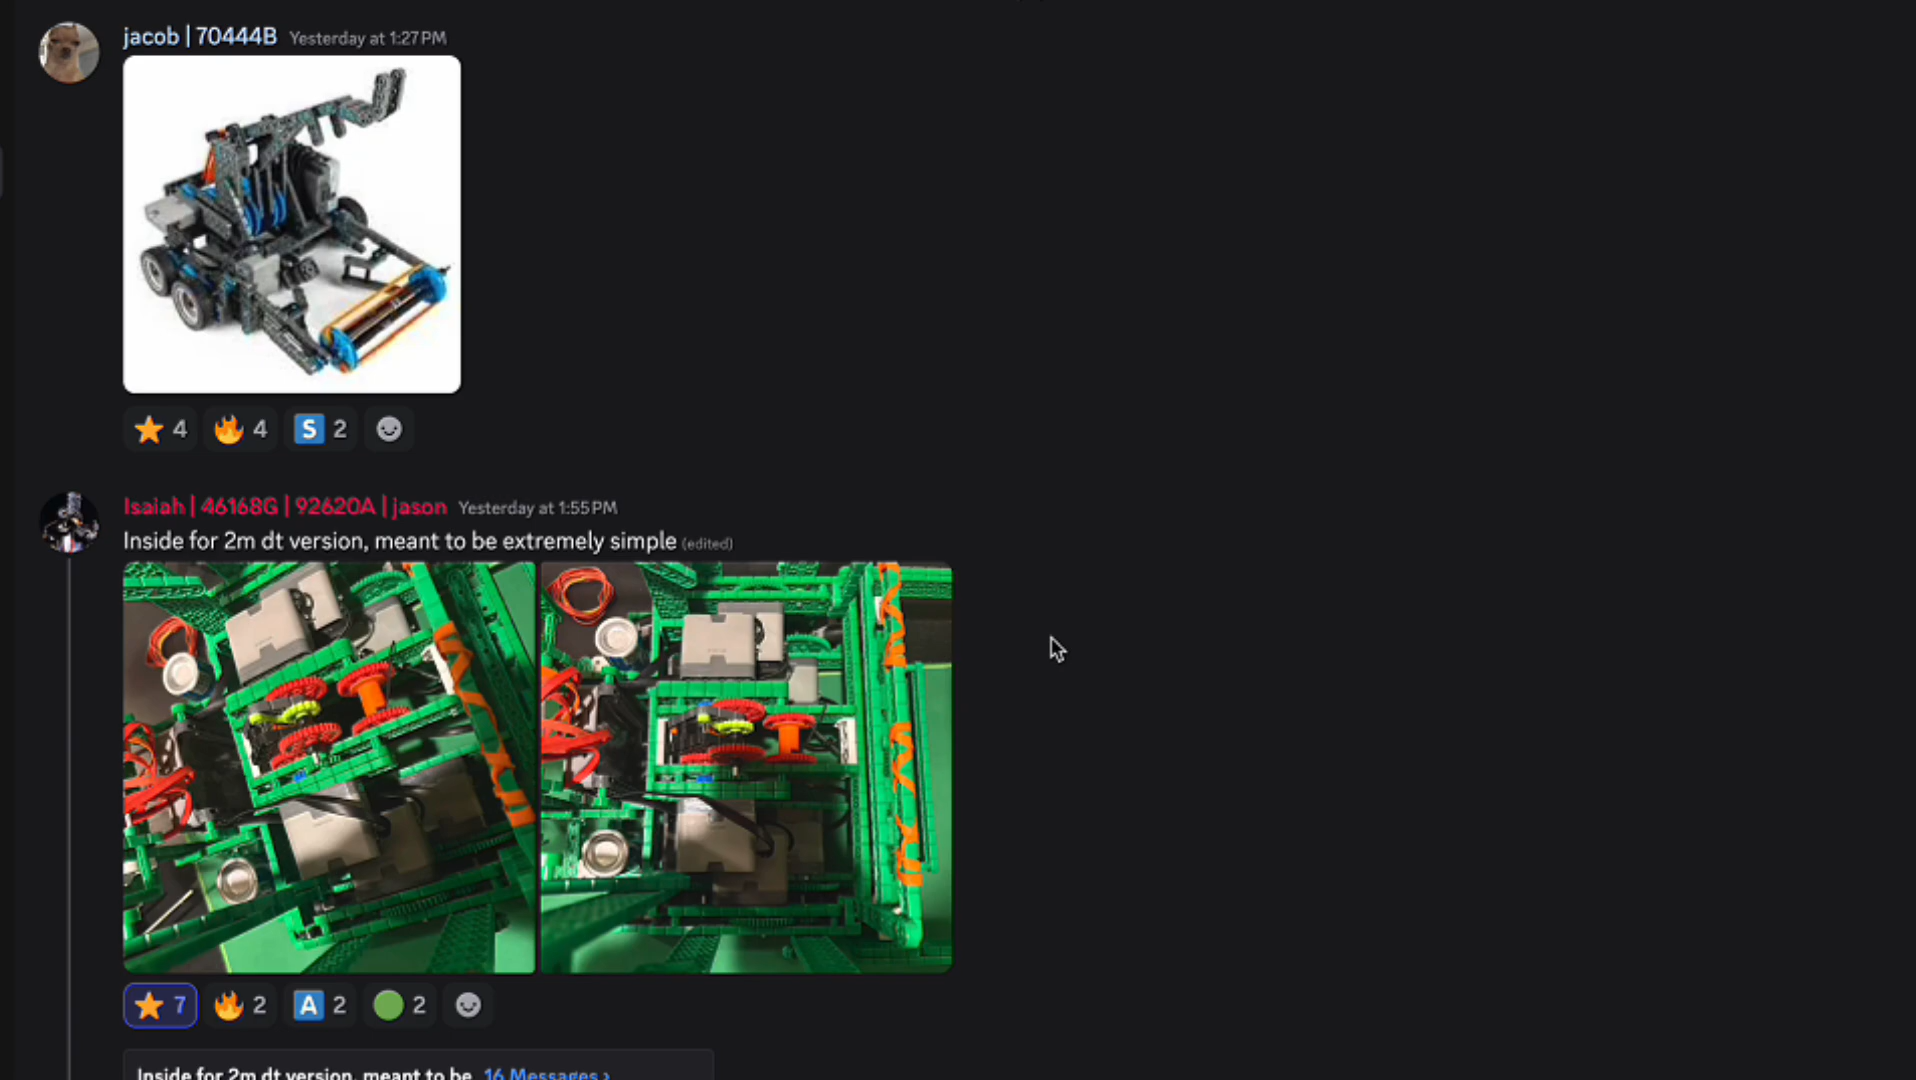 jacob | 70444B Yesterday at 1:27 PM
4 4 S 2
Isaiah | 46168G | 92620A | jason Yesterday at 1:55 PM
Inside for 2m dt version, meant to be extremely simple (edited)
7 2 A 2 2
Inside for 2m dt version, meant to be 16 Messages ›